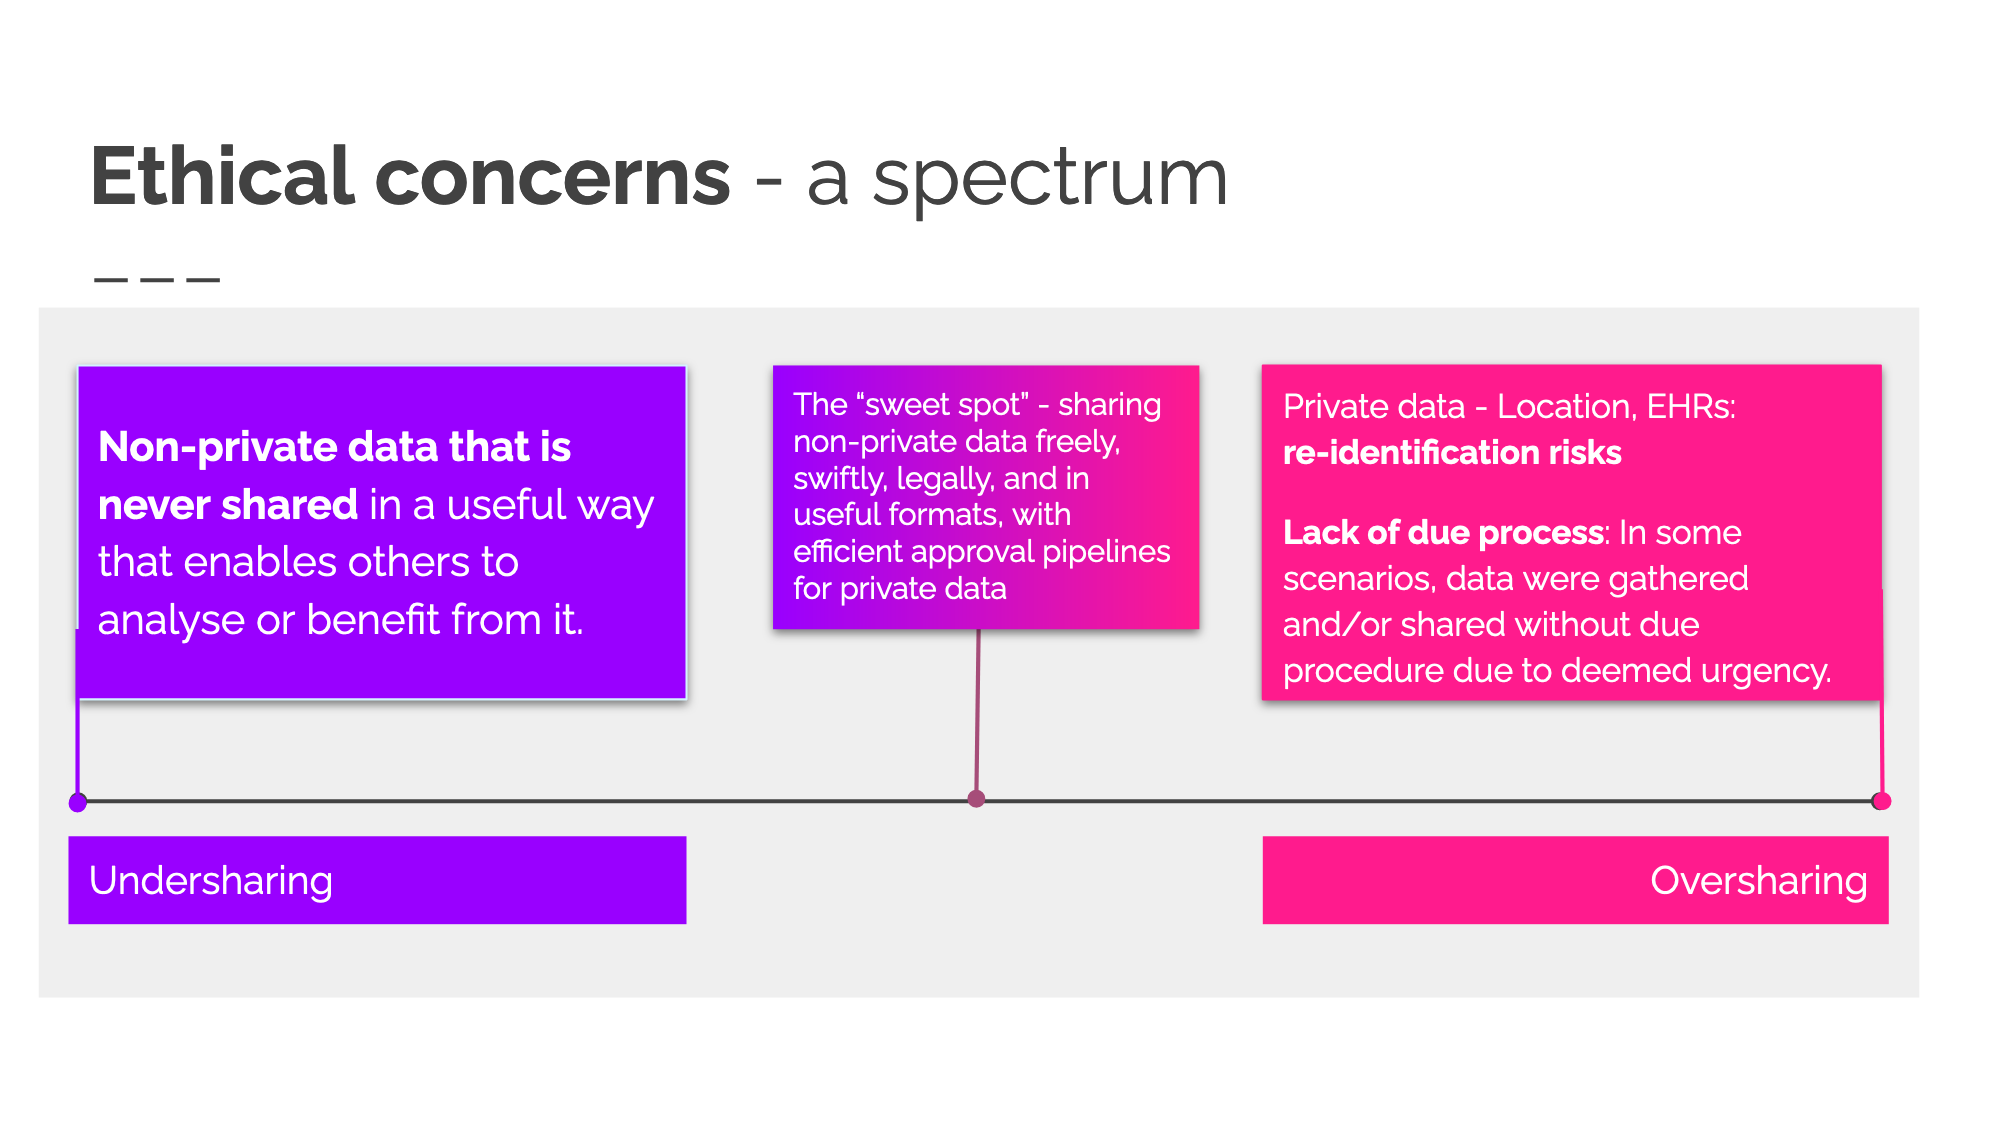 Ethical concerns - a spectrum
Non-private data that is
never shared in a useful way
that enables others to
analyse or benefit from it.
The “sweet spot” - sharing
non-private data freely,
swiftly, legally, and in
useful formats, with
efficient approval pipelines
for private data
Private data - Location, EHRs:
re-identification risks
Lack of due process: In some
scenarios, data were gathered
and/or shared without due
procedure due to deemed urgency.
Undersharing
Oversharing